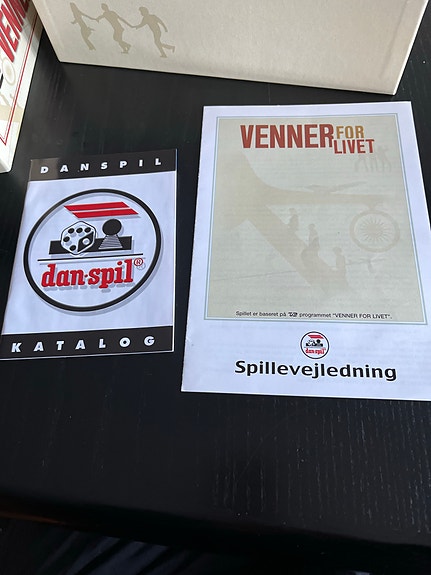 DANSPIL
dan-spil®
KATALOG
VENNER FOR
LIVET
Spillet er baseret på TV2 programmet "VENNER FOR LIVET".
dan-spil
Spillevejledning